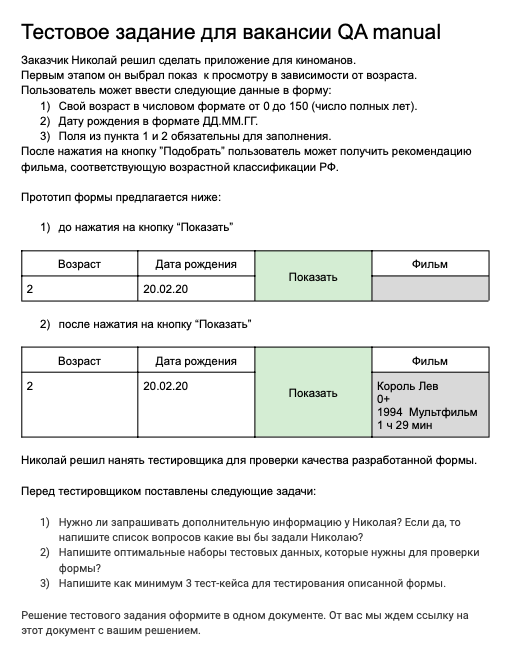 Тестовое задание для вакансии QA manual
Заказчик Николай решил сделать приложение для киноманов.
Первым этапом он выбрал показ  к просмотру в зависимости от возраста.
Пользователь может ввести следующие данные в форму:
1) Свой возраст в числовом формате от 0 до 150 (число полных лет).
2) Дату рождения в формате ДД.ММ.ГГ.
3) Поля из пункта 1 и 2 обязательны для заполнения.
После нажатия на кнопку "Подобрать" пользователь может получить рекомендацию
фильма, соответствующую возрастной классификации РФ.
Прототип формы предлагается ниже:
1) до нажатия на кнопку “Показать”
Возраст Дата рождения Показать Фильм
2 20.02.20
2) после нажатия на кнопку “Показать”
Возраст Дата рождения Показать Фильм
2 20.02.20 Король Лев
0+
1994  Мультфильм
1 ч 29 мин
Николай решил нанять тестировщика для проверки качества разработанной формы.
Перед тестировщиком поставлены следующие задачи:
1) Нужно ли запрашивать дополнительную информацию у Николая? Если да, то
напишите список вопросов какие вы бы задали Николаю?
2) Напишите оптимальные наборы тестовых данных, которые нужны для проверки
формы?
3) Напишите как минимум 3 тест-кейса для тестирования описанной формы.
Решение тестового задания оформите в одном документе. От вас мы ждем ссылку на
этот документ с вашим решением.